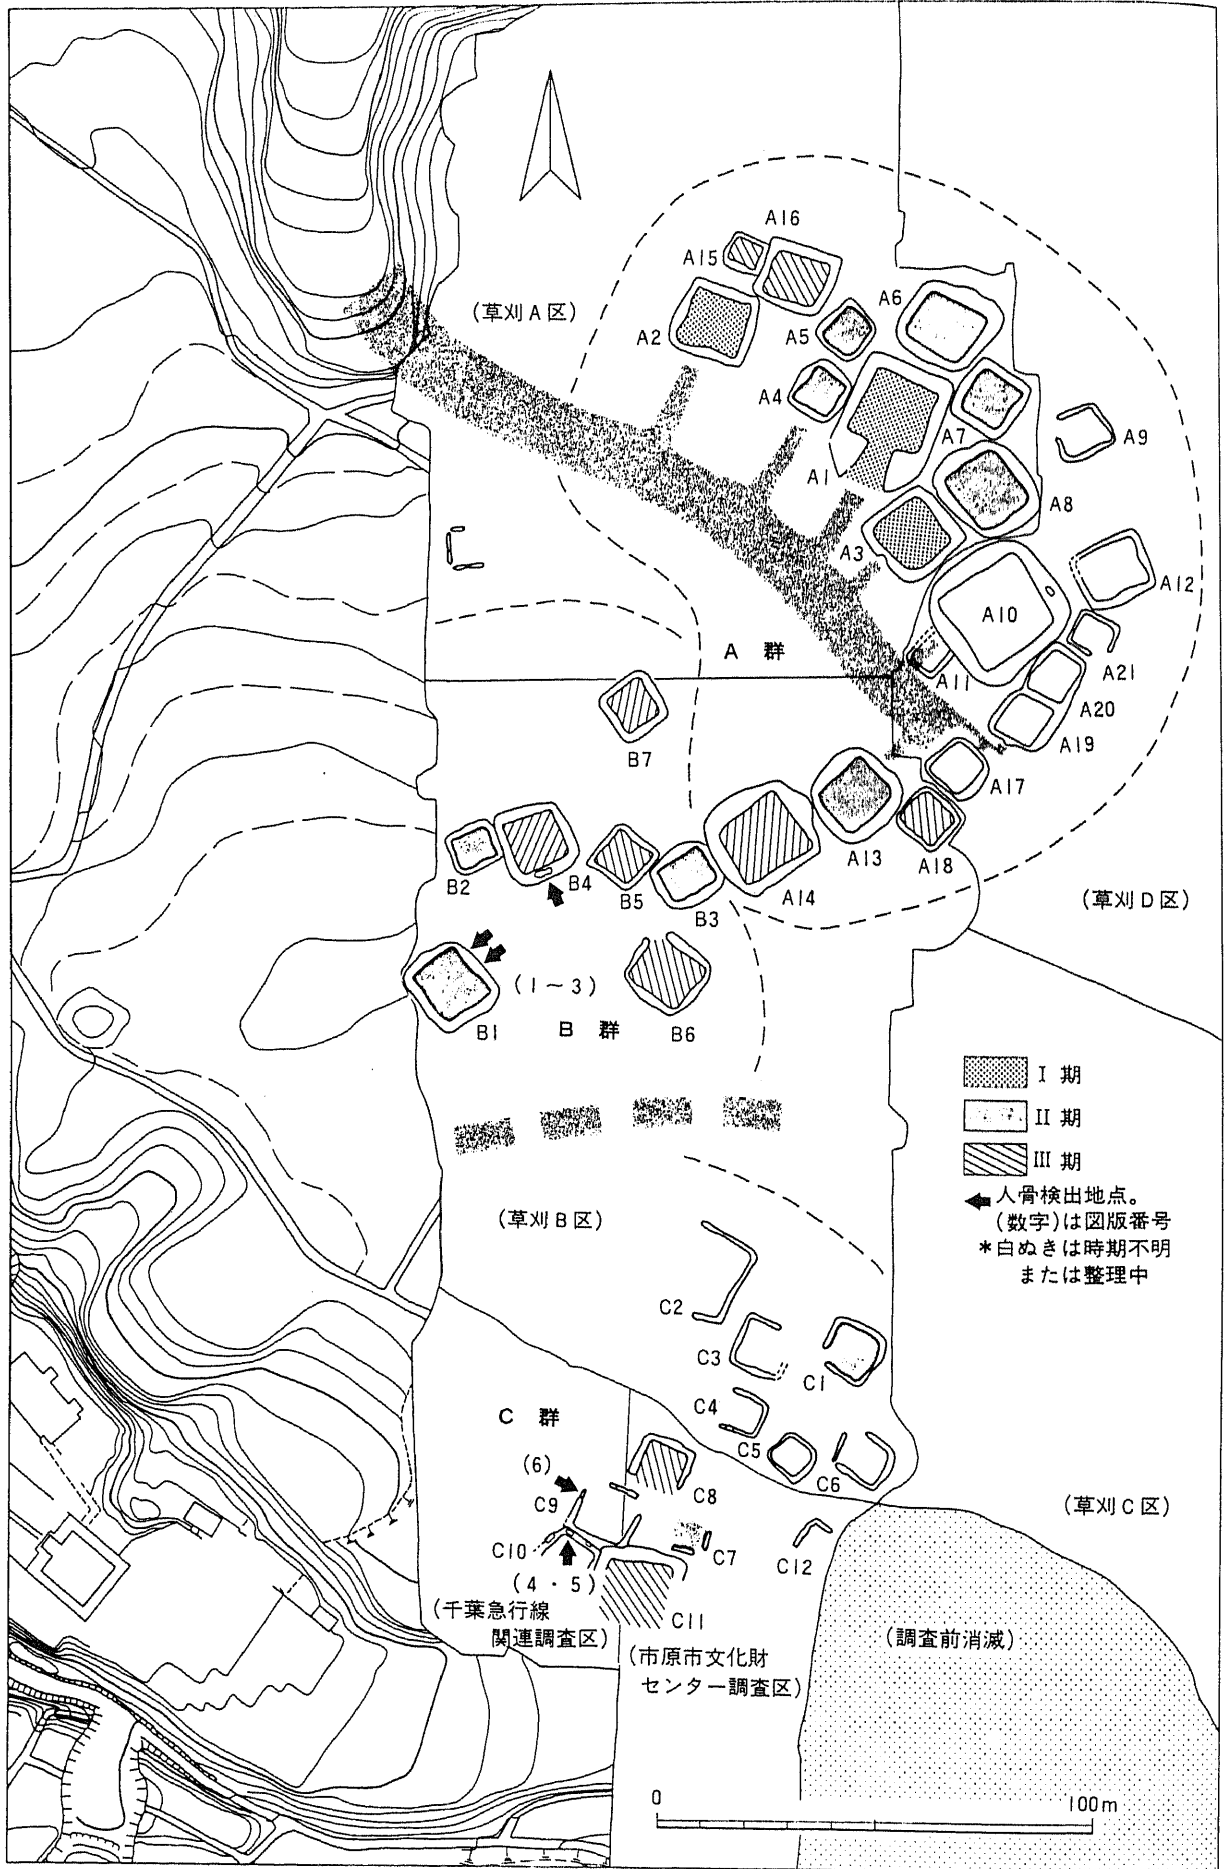 A16
A15
(草刈A区)
A6
A2
A5
A4
A7
A9
A1
A8
A3
A12
A10
A群
A11
A21
A20
A19
B7
A17
B2
B4
B5
B3
A14
A13
A18
(草刈D区)
(1〜3)
B1
B群
B6
I期
II期
III期
人骨検出地点。
(数字)は図版番号
*白ぬきは時期不明
または整理中
(草刈B区)
C2
C3
C1
C4
C群
C5
C6
(6)
C8
C9
(草刈C区)
C10
C7
C12
(4・5)
C11
(千葉急行線
関連調査区)
(市原市文化財
センター調査区)
(調査前消滅)
0
100m